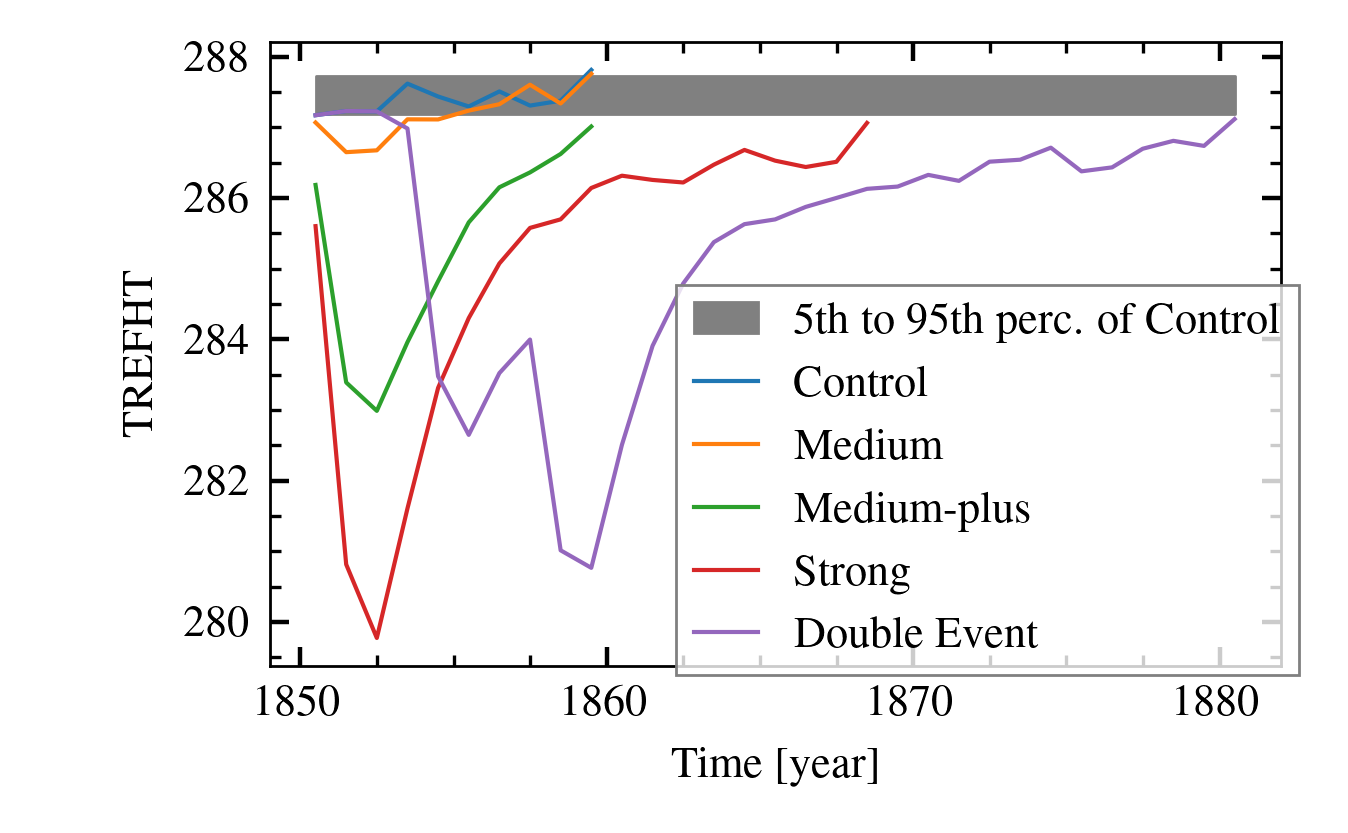 288
286
284
282
280
TREFHT
5th to 95th perc. of Control
Control
Medium
Medium-plus
Strong
Double Event
1850 1860 1870 1880
Time [year]